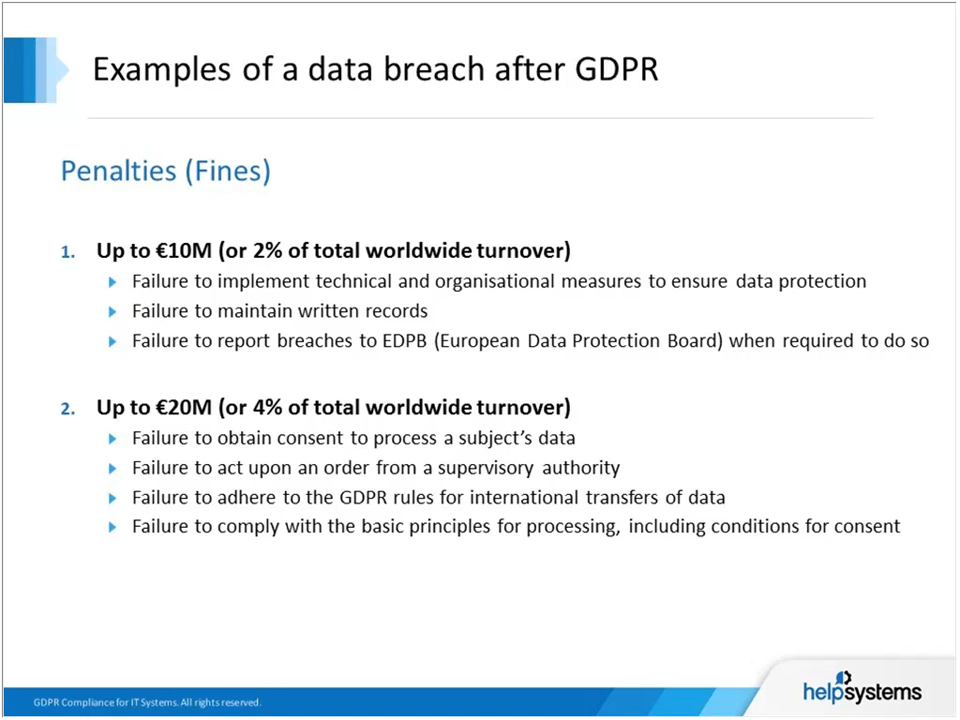 Examples of a data breach after GDPR
Penalties (Fines)
1. Up to €10M (or 2% of total worldwide turnover)
Failure to implement technical and organisational measures to ensure data protection
Failure to maintain written records
Failure to report breaches to EDPB (European Data Protection Board) when required to do so
2. Up to €20M (or 4% of total worldwide turnover)
Failure to obtain consent to process a subject's data
Failure to act upon an order from a supervisory authority
Failure to adhere to the GDPR rules for international transfers of data
Failure to comply with the basic principles for processing, including conditions for consent
GDPR Compliance for IT Systems. All rights reserved.
helpsystems